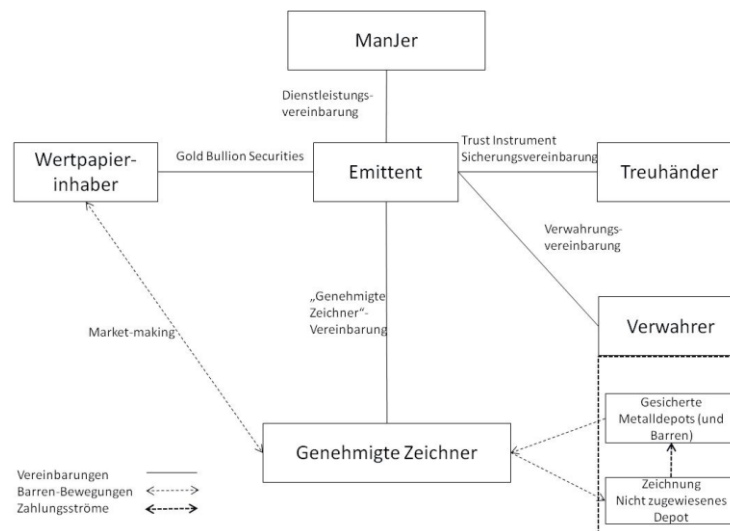 ManJer
Dienstleistungs-
vereinbarung
Wertpapier-
inhaber
Gold Bullion Securities
Emittent
Trust Instrument
Sicherungsvereinbarung
Treuhänder
Verwahrungs-
vereinbarung
„Genehmigte
Zeichner“-
Vereinbarung
Market-making
Verwahrer
Gesicherte
Metalldepots (und
Barren)
Genehmigte Zeichner
Zeichnung
Nicht zugewiesenes
Depot
Vereinbarungen
Barren-Bewegungen
Zahlungsströme